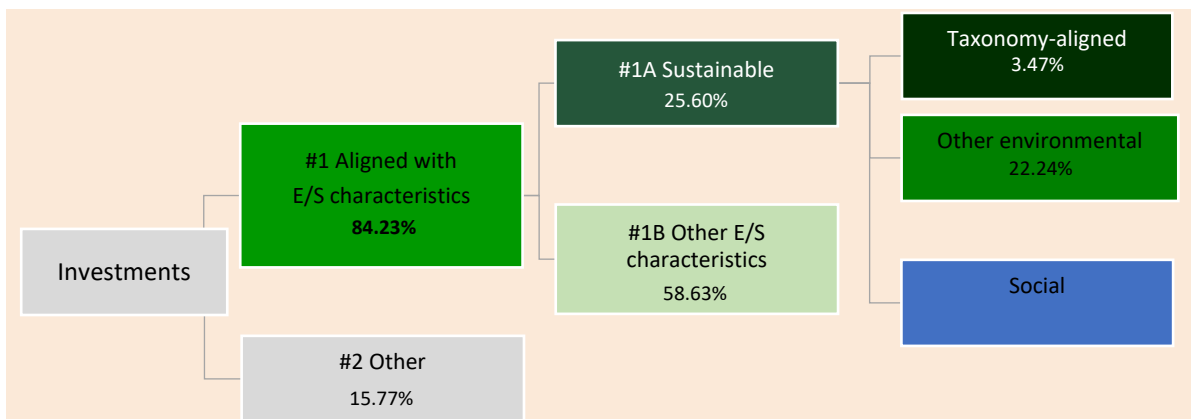 Investments
#1 Aligned with
E/S characteristics
84.23%
#2 Other
15.77%
#1A Sustainable
25.60%
#1B Other E/S
characteristics
58.63%
Taxonomy-aligned
3.47%
Other environmental
22.24%
Social